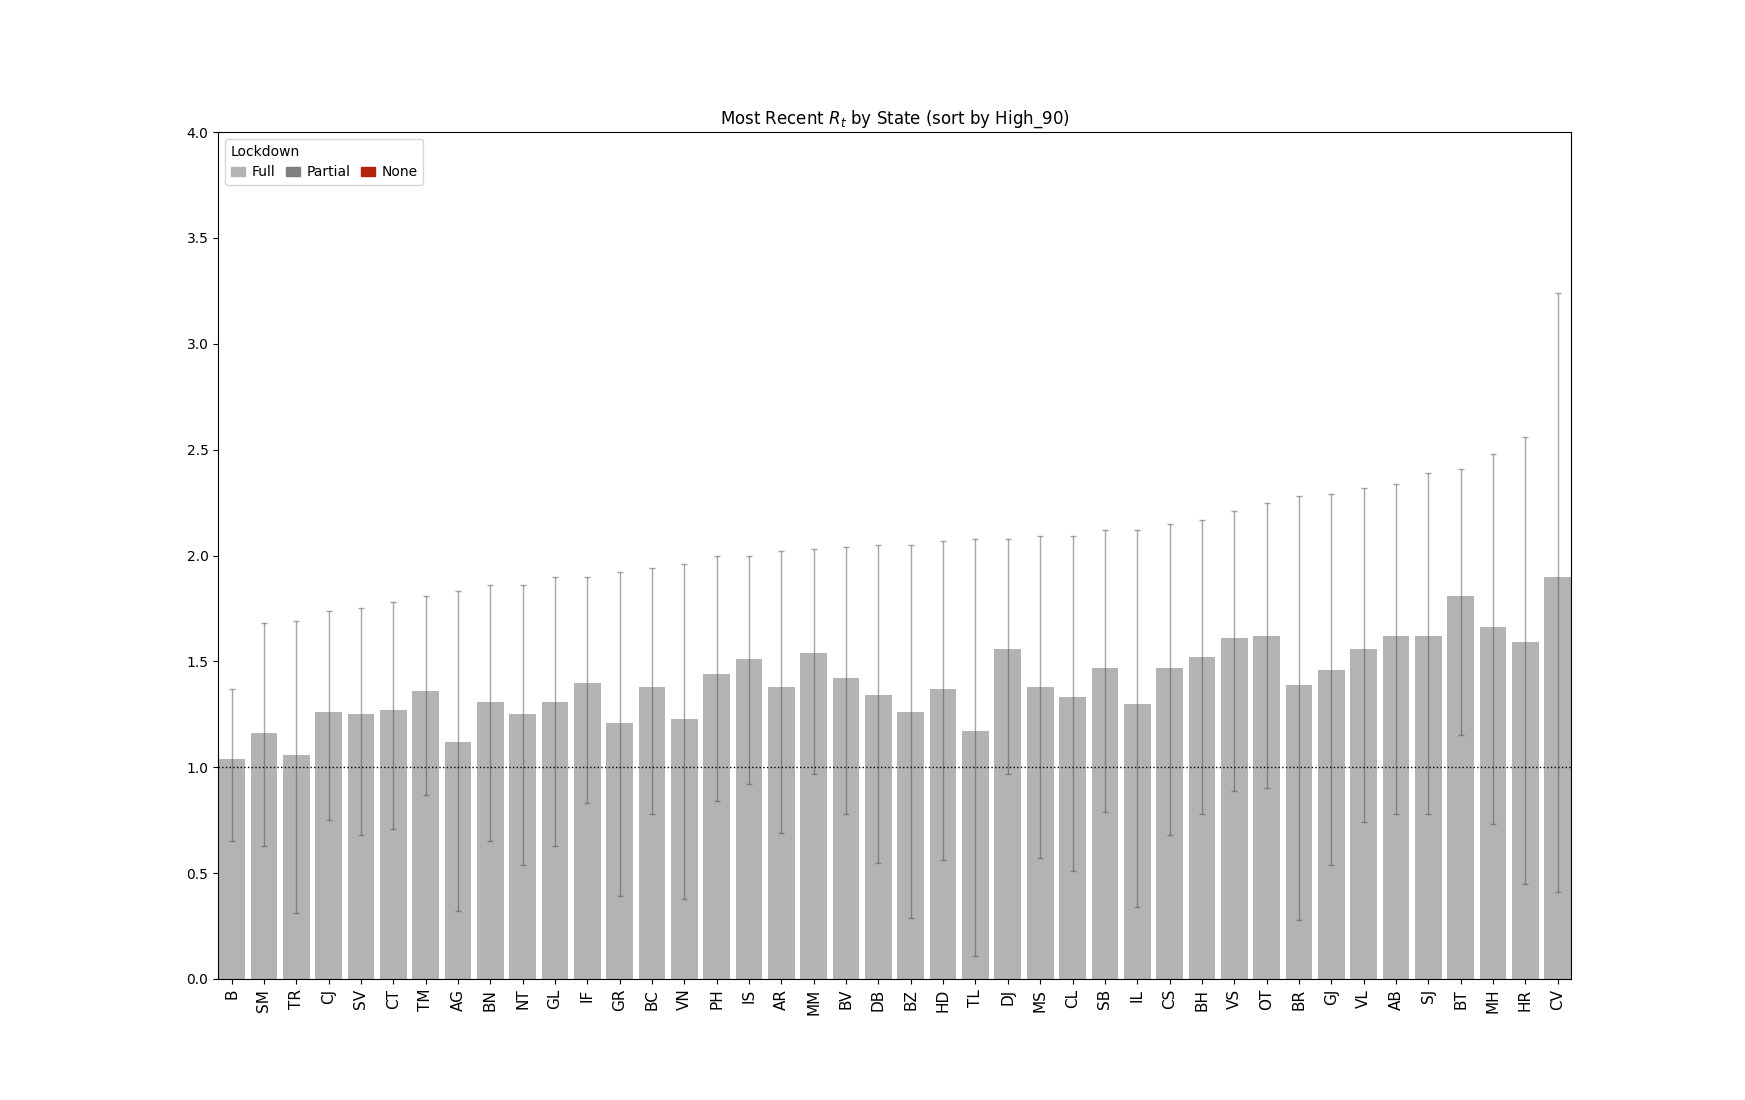 Most Recent R_t by State (sort by High_90)
Lockdown
Full Partial None
4.0
3.5
3.0
2.5
2.0
1.5
1.0
0.5
0.0
B SM TR CJ SV CT TM AG BN NT GL IF GR BC VN PH IS AR MM BV DB BZ HD TL DJ MS CL SB IL CS BH VS OT BR GJ VL AB SJ BT MH HR CV